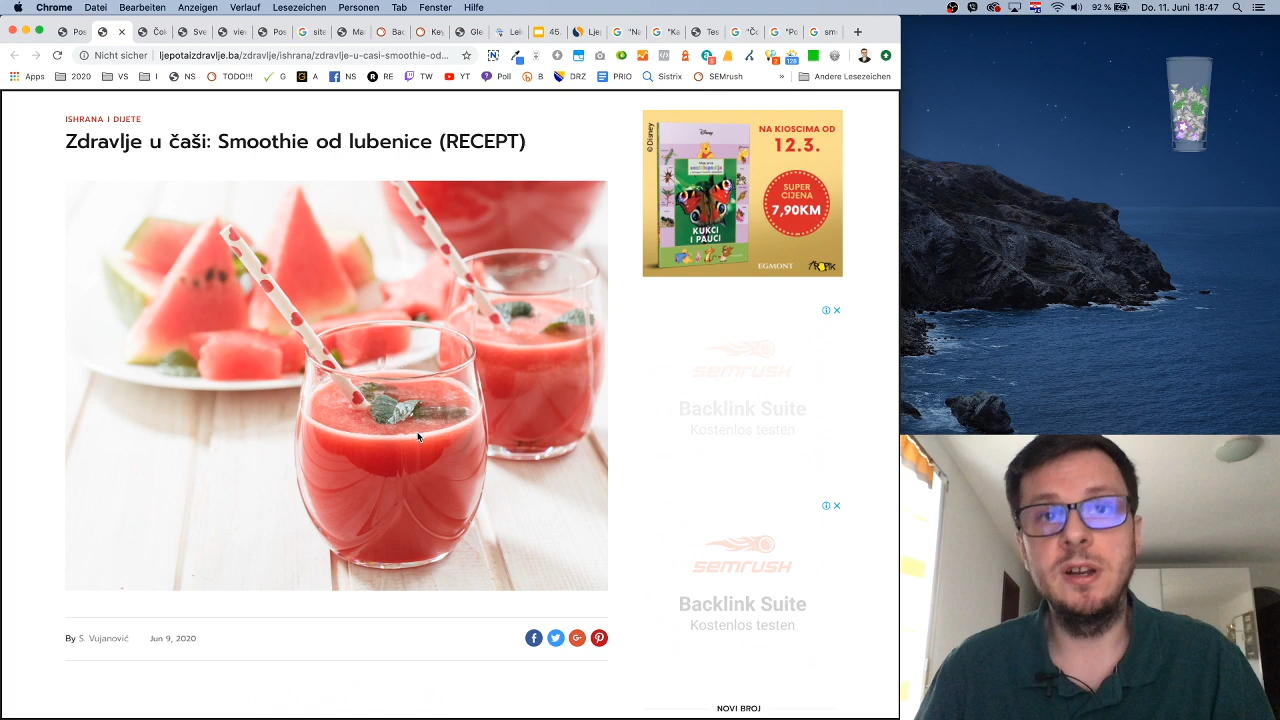 Chrome Datei Bearbeiten Anzeigen Verlauf Lesezeichen Personen Tab Fenster Hilfe
92 % Do. 11. Juni 18:47
Nicht sicher | ljepotaizdravlje.ba/zdravlje/ishrana/zdravlje-u-casi-smoothie-od...
Apps 2020 VS I NS TODO!!! G A NS RE TW YT Poll B DRZ PRIO Sistrix SEMrush » Andere Lesezeichen
ISHRANA I DIJETE
Zdravlje u čaši: Smoothie od lubenice (RECEPT)
© Disney
Disney
NA KIOSCIMA OD
12.3.
SUPER
CIJENA
7,90KM
KUKCI
I PAUCI
EGMONT
semrush
Backlink Suite
Kostenlos testen
semrush
Backlink Suite
Kostenlos testen
By S. Vujanović Jun 9, 2020
NOVI BROJ